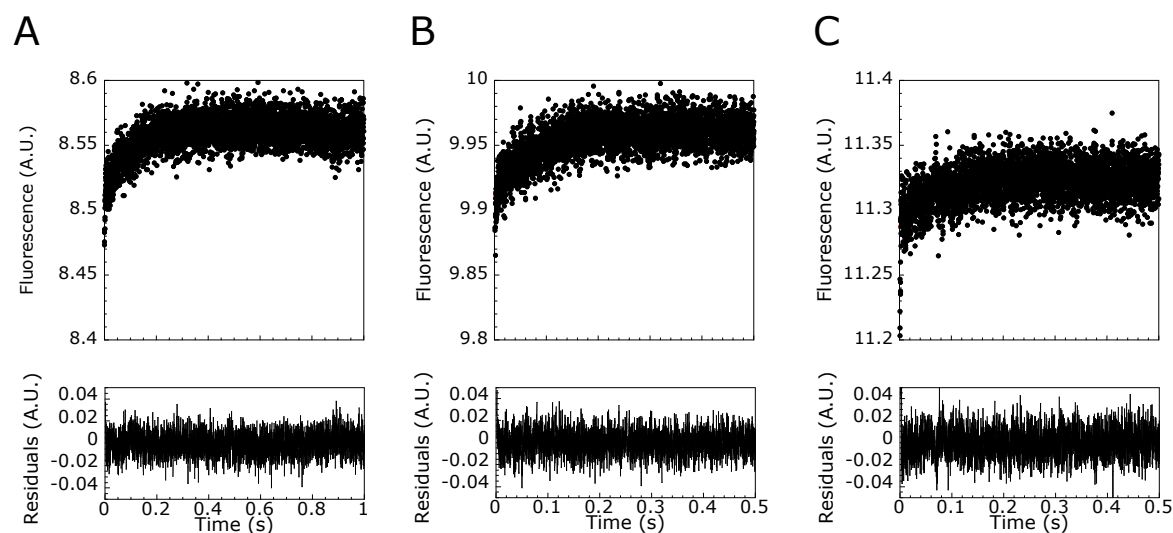 A
B
C
Fluorescence (A.U.)
8.6
8.55
8.5
8.45
8.4
Fluorescence (A.U.)
10
9.95
9.9
9.85
9.8
Fluorescence (A.U.)
11.4
11.35
11.3
11.25
11.2
Residuals (A.U.)
0.04
0.02
0
-0.02
-0.04
0 0.2 0.4 0.6 0.8 1
Time (s)
Residuals (A.U.)
0.04
0.02
0
-0.02
-0.04
0 0.1 0.2 0.3 0.4 0.5
Time (s)
Residuals (A.U.)
0.04
0.02
0
-0.02
-0.04
0 0.1 0.2 0.3 0.4 0.5
Time (s)